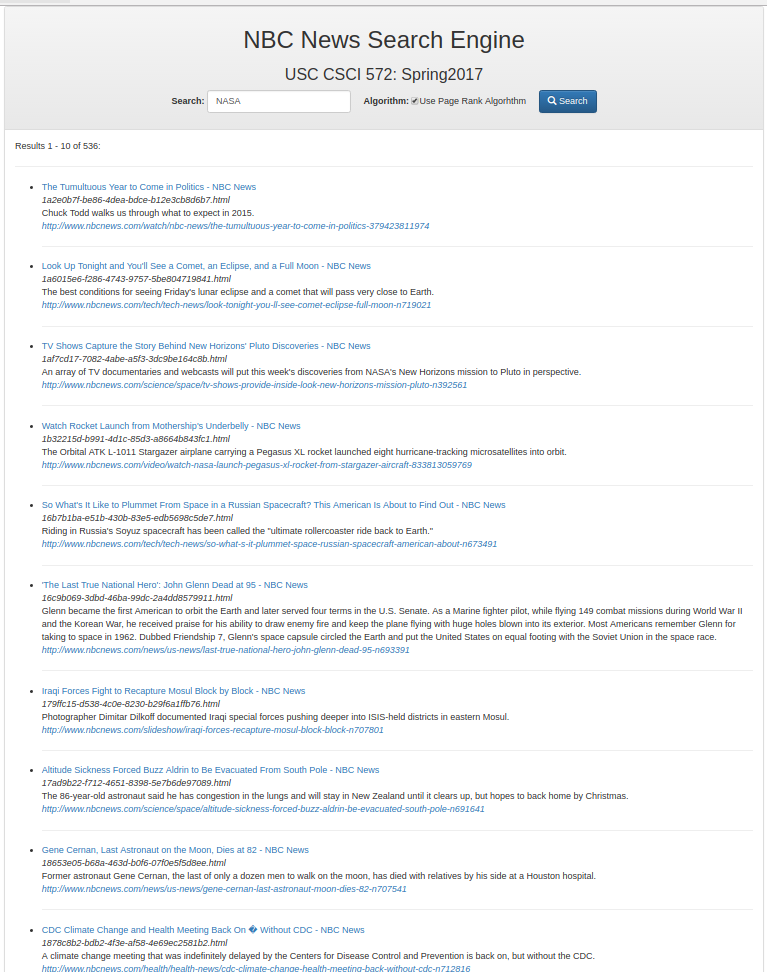 NBC News Search Engine
USC CSCI 572: Spring2017
Search: NASA Algorithm: Use Page Rank Algorhthm Search
Results 1 - 10 of 536:
The Tumultuous Year to Come in Politics - NBC News
1a2e0b7f-be86-4dea-bdce-b12e3cb8d6b7.html
Chuck Todd walks us through what to expect in 2015.
http://www.nbcnews.com/watch/nbc-news/the-tumultuous-year-to-come-in-politics-379423811974
Look Up Tonight and You'll See a Comet, an Eclipse, and a Full Moon - NBC News
1a6015e6-f286-4743-9757-5be804719841.html
The best conditions for seeing Friday's lunar eclipse and a comet that will pass very close to Earth.
http://www.nbcnews.com/tech/tech-news/look-tonight-you-ll-see-comet-eclipse-full-moon-n719021
TV Shows Capture the Story Behind New Horizons' Pluto Discoveries - NBC News
1af7cd17-7082-4abe-a5f3-3dc9be164c8b.html
An array of TV documentaries and webcasts will put this week's discoveries from NASA's New Horizons mission to Pluto in perspective.
http://www.nbcnews.com/science/space/tv-shows-provide-inside-look-new-horizons-mission-pluto-n392561
Watch Rocket Launch from Mothership's Underbelly - NBC News
1b32215d-b991-4d1c-85d3-a8664b843fc1.html
The Orbital ATK L-1011 Stargazer airplane carrying a Pegasus XL rocket launched eight hurricane-tracking microsatellites into orbit.
http://www.nbcnews.com/video/watch-nasa-launch-pegasus-xl-rocket-from-stargazer-aircraft-833813059769
So What's It Like to Plummet From Space in a Russian Spacecraft? This American Is About to Find Out - NBC News
16b7b1ba-e51b-430b-83e5-edb5698c5de7.html
Riding in Russia's Soyuz spacecraft has been called the "ultimate rollercoaster ride back to Earth."
http://www.nbcnews.com/tech/tech-news/so-what-s-it-plummet-space-russian-spacecraft-american-about-n673491
'The Last True National Hero': John Glenn Dead at 95 - NBC News
16c9b069-3dbd-46ba-99dc-2a4dd8579911.html
Glenn became the first American to orbit the Earth and later served four terms in the U.S. Senate. As a Marine fighter pilot, while flying 149 combat missions during World War II
and the Korean War, he received praise for his ability to draw enemy fire and keep the plane flying with huge holes blown into its exterior. Most Americans remember Glenn for
taking to space in 1962. Dubbed Friendship 7, Glenn's space capsule circled the Earth and put the United States on equal footing with the Soviet Union in the space race.
http://www.nbcnews.com/news/us-news/last-true-national-hero-john-glenn-dead-95-n693391
Iraqi Forces Fight to Recapture Mosul Block by Block - NBC News
179ffc15-d538-4c0e-8230-b29f6a1ffb76.html
Photographer Dimitar Dilkoff documented Iraqi special forces pushing deeper into ISIS-held districts in eastern Mosul.
http://www.nbcnews.com/slideshow/iraqi-forces-recapture-mosul-block-block-n707801
Altitude Sickness Forced Buzz Aldrin to Be Evacuated From South Pole - NBC News
17ad9b22-f712-4651-8398-5e7b6de97089.html
The 86-year-old astronaut said he has congestion in the lungs and will stay in New Zealand until it clears up, but hopes to back home by Christmas.
http://www.nbcnews.com/science/space/altitude-sickness-forced-buzz-aldrin-be-evacuated-south-pole-n691641
Gene Cernan, Last Astronaut on the Moon, Dies at 82 - NBC News
18653e05-b68a-463d-b0f6-07f0e5f5d8ee.html
Former astronaut Gene Cernan, the last of only a dozen men to walk on the moon, has died with relatives by his side at a Houston hospital.
http://www.nbcnews.com/news/us-news/gene-cernan-last-astronaut-moon-dies-82-n707541
CDC Climate Change and Health Meeting Back On � Without CDC - NBC News
1878c8b2-bdb2-4f3e-af58-4e69ec2581b2.html
A climate change meeting that was indefinitely delayed by the Centers for Disease Control and Prevention is back on, but without the CDC.
http://www.nbcnews.com/health/health-news/cdc-climate-change-health-meeting-back-without-cdc-n712816